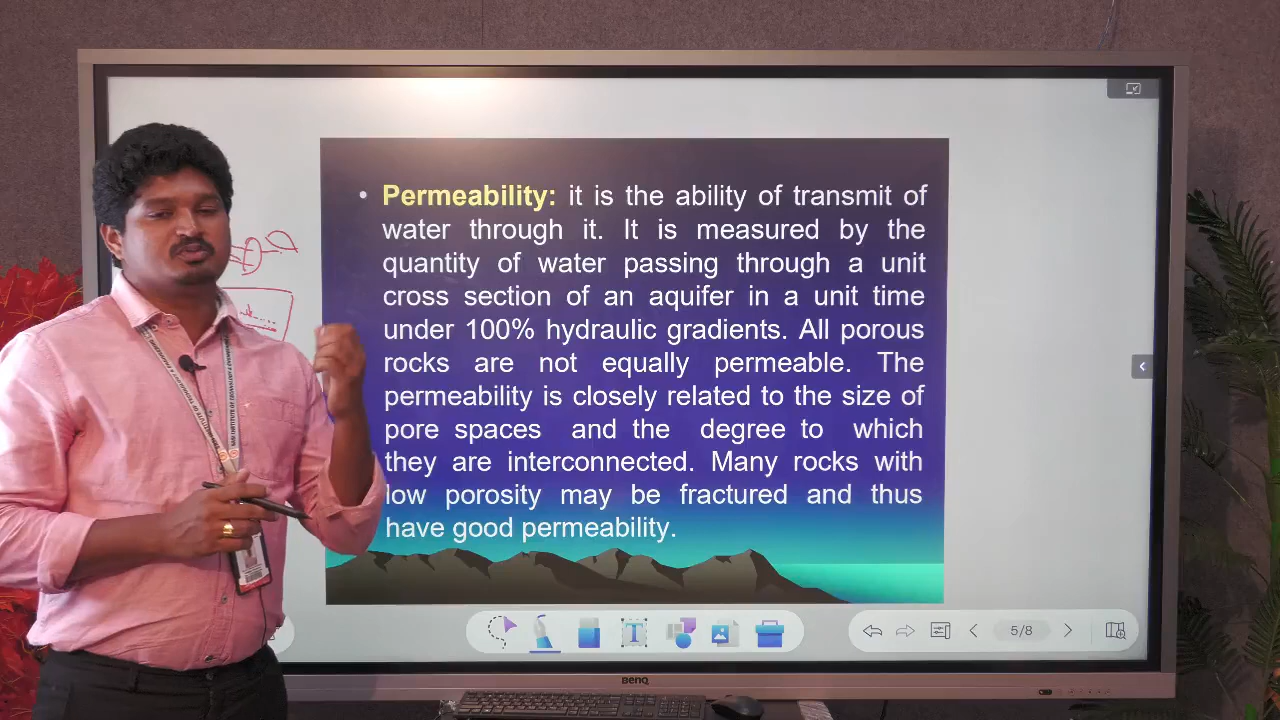 • Permeability: it is the ability of transmit of
water through it. It is measured by the
quantity of water passing through a unit
cross section of an aquifer in a unit time
under 100% hydraulic gradients. All porous
rocks are not equally permeable. The
permeability is closely related to the size of
pore spaces and the degree to which
they are interconnected. Many rocks with
low porosity may be fractured and thus
have good permeability.
T
5/8
BENQ